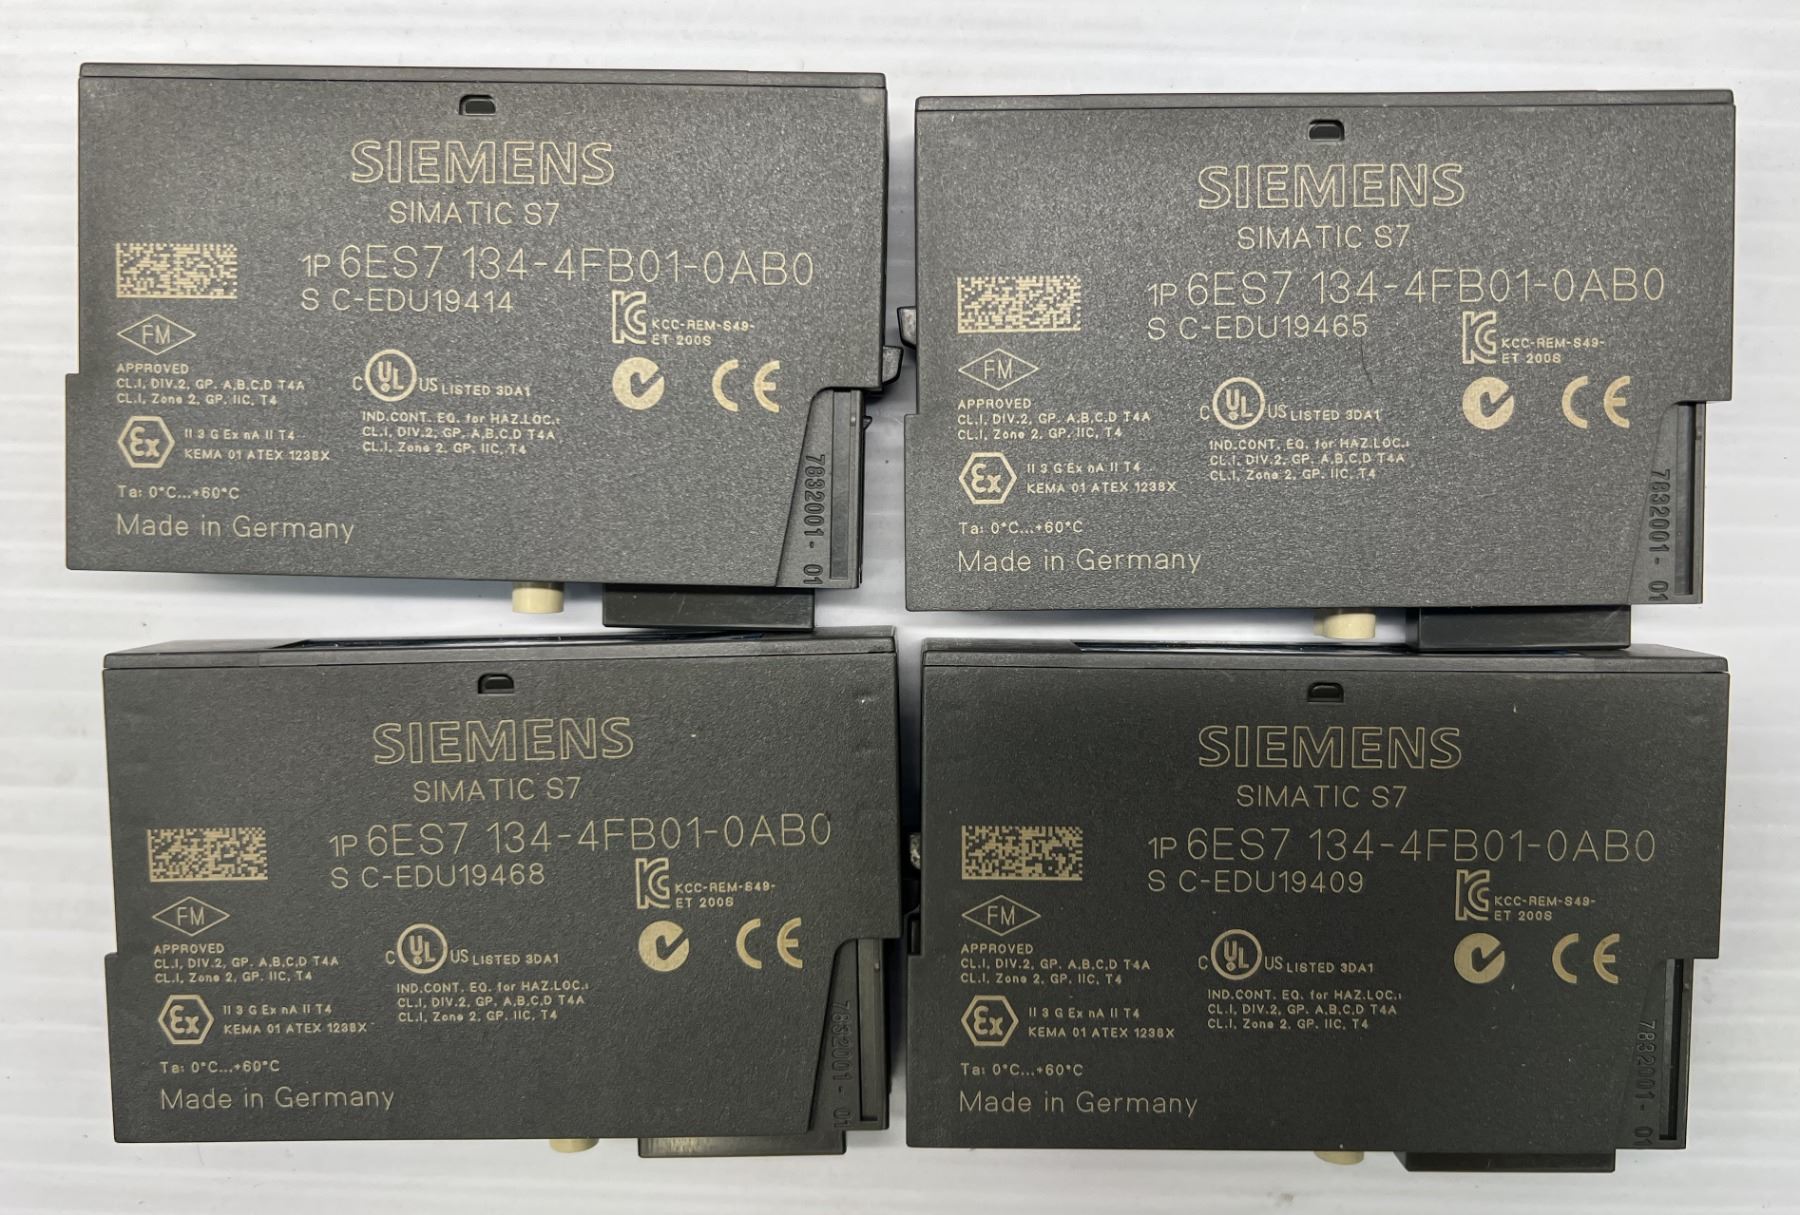 SIEMENS
SIMATIC S7
1P 6ES7 134-4FB01-0AB0
S C-EDU19414
KCC-REM-S49-
ET 200S
FM
APPROVED
CL.I, DIV.2, GP. A,B,C,D T4A
CL.I, Zone 2, GP. IIC, T4
C UL US LISTED 3DA1
IND.CONT. EQ. for HAZ.LOC.:
CL.I, DIV.2, GP. A,B,C,D T4A
CL.I, Zone 2, GP. IIC, T4
CE
Ex
II 3 G Ex nA II T4
KEMA 01 ATEX 1238X
Ta: 0°C...+60°C
Made in Germany
7832001-01
SIEMENS
SIMATIC S7
1P 6ES7 134-4FB01-0AB0
S C-EDU19465
KCC-REM-S49-
ET 200S
FM
APPROVED
CL.I, DIV.2, GP. A,B,C,D T4A
CL.I, Zone 2, GP. IIC, T4
C UL US LISTED 3DA1
IND.CONT. EQ. for HAZ.LOC.:
CL.I, DIV.2, GP. A,B,C,D T4A
CL.I, Zone 2, GP. IIC, T4
CE
Ex
II 3 G Ex nA II T4
KEMA 01 ATEX 1238X
Ta: 0°C...+60°C
Made in Germany
7832001-01
SIEMENS
SIMATIC S7
1P 6ES7 134-4FB01-0AB0
S C-EDU19468
KCC-REM-S49-
ET 200S
FM
APPROVED
CL.I, DIV.2, GP. A,B,C,D T4A
CL.I, Zone 2, GP. IIC, T4
C UL US LISTED 3DA1
IND.CONT. EQ. for HAZ.LOC.:
CL.I, DIV.2, GP. A,B,C,D T4A
CL.I, Zone 2, GP. IIC, T4
CE
Ex
II 3 G Ex nA II T4
KEMA 01 ATEX 1238X
Ta: 0°C...+60°C
Made in Germany
7832001-01
SIEMENS
SIMATIC S7
1P 6ES7 134-4FB01-0AB0
S C-EDU19409
KCC-REM-S49-
ET 200S
FM
APPROVED
CL.I, DIV.2, GP. A,B,C,D T4A
CL.I, Zone 2, GP. IIC, T4
C UL US LISTED 3DA1
IND.CONT. EQ. for HAZ.LOC.:
CL.I, DIV.2, GP. A,B,C,D T4A
CL.I, Zone 2, GP. IIC, T4
CE
Ex
II 3 G Ex nA II T4
KEMA 01 ATEX 1238X
Ta: 0°C...+60°C
Made in Germany
7832001-01